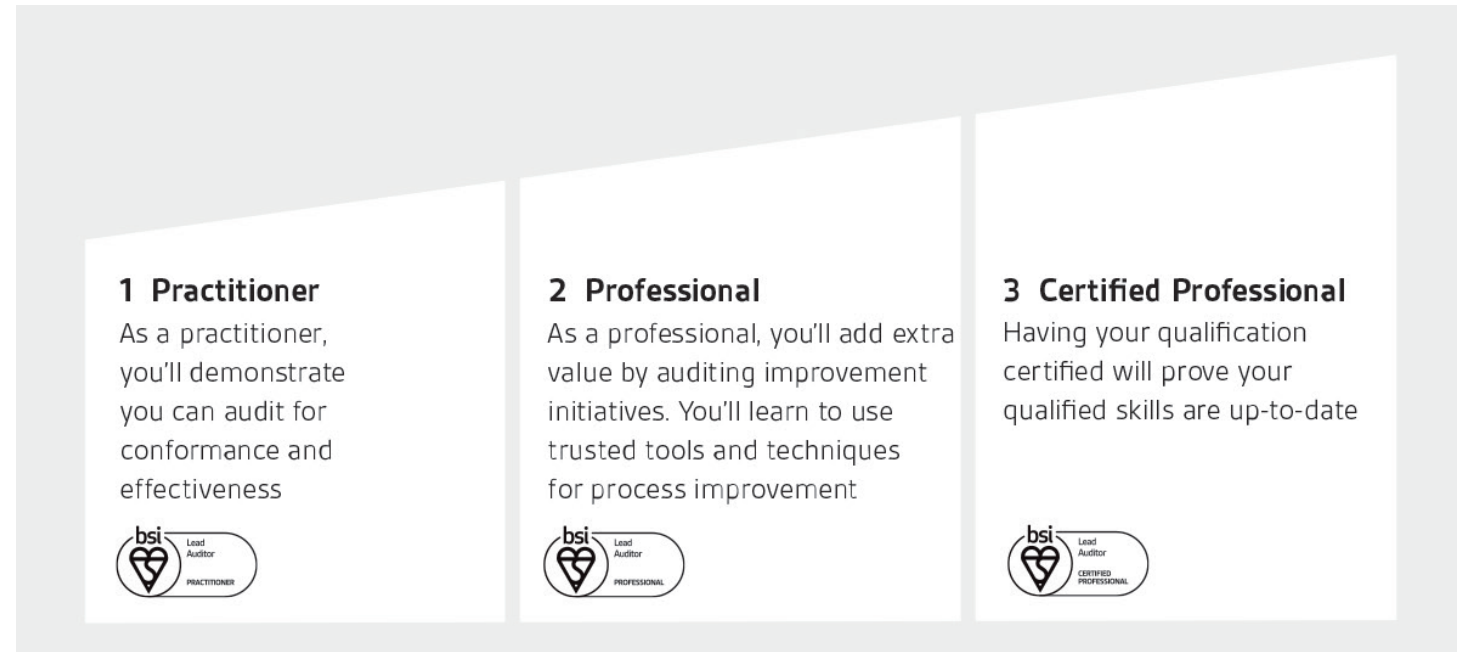 1 Practitioner
As a practitioner,
you'll demonstrate
you can audit for
conformance and
effectiveness
bsi
Lead
Auditor
PRACTITIONER
2 Professional
As a professional, you'll add extra
value by auditing improvement
initiatives. You'll learn to use
trusted tools and techniques
for process improvement
bsi
Lead
Auditor
PROFESSIONAL
3 Certified Professional
Having your qualification
certified will prove your
qualified skills are up-to-date
bsi
Lead
Auditor
CERTIFIED
PROFESSIONAL